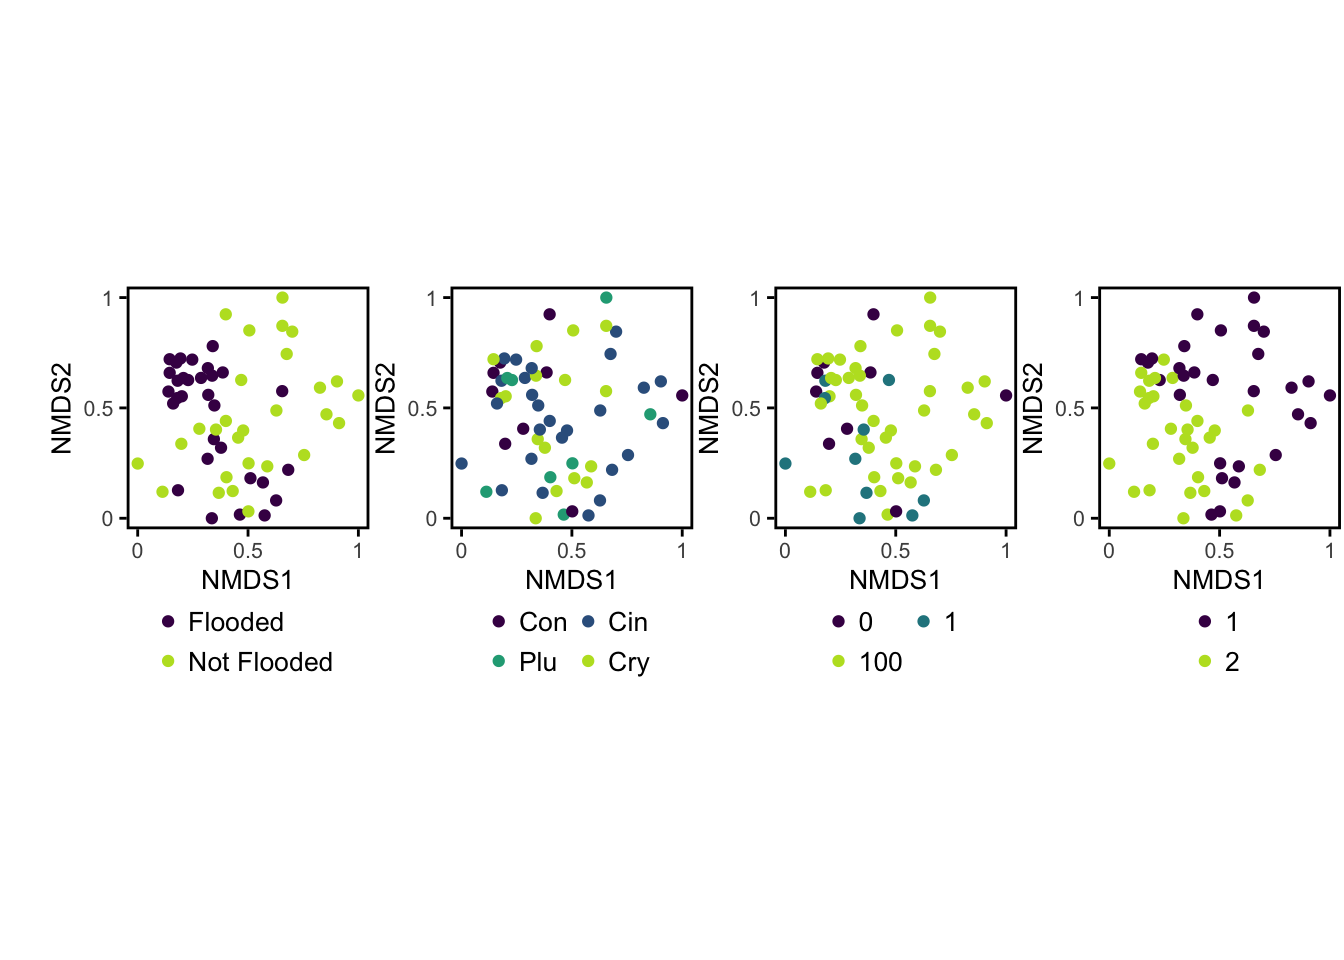 1 1 1 1
NMDS2 NMDS2 NMDS2 NMDS2
0.5 0.5 0.5 0.5
0 0 0 0
0 0.5 1 0 0.5 1 0 0.5 1 0 0.5 1
NMDS1 NMDS1 NMDS1 NMDS1
Flooded Con Cin 0 1 1
Not Flooded Plu Cry 100 2